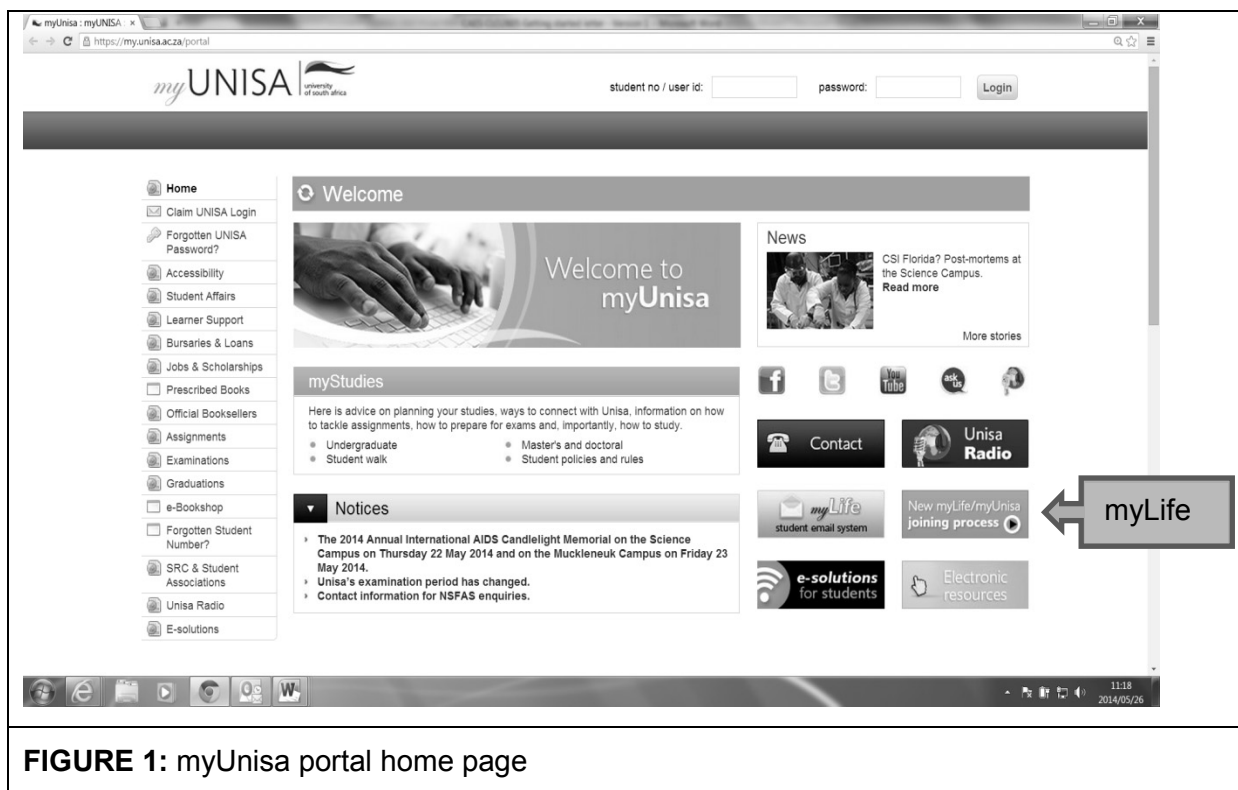 myUnisa : myUNISA :
https://my.unisa.ac.za/portal
myUNISA
university
of south africa
student no / user id:
password:
Login
Home
Claim UNISA Login
Forgotten UNISA
Password?
Accessibility
Student Affairs
Learner Support
Bursaries & Loans
Jobs & Scholarships
Prescribed Books
Official Booksellers
Assignments
Examinations
Graduations
e-Bookshop
Forgotten Student
Number?
SRC & Student
Associations
Unisa Radio
E-solutions
Welcome
Welcome to
myUnisa
myStudies
Here is advice on planning your studies, ways to connect with Unisa, information on how
to tackle assignments, how to prepare for exams and, importantly, how to study.
Undergraduate
Student walk
Master's and doctoral
Student policies and rules
Notices
The 2014 Annual International AIDS Candlelight Memorial on the Science
Campus on Thursday 22 May 2014 and on the Muckleneuk Campus on Friday 23
May 2014.
Unisa's examination period has changed.
Contact information for NSFAS enquiries.
News
CSI Florida? Post-mortems at
the Science Campus.
Read more
More stories
You
Tube
ask
us
Contact
Unisa
Radio
myLife
student email system
New myLife/myUnisa
joining process
myLife
e-solutions
for students
Electronic
resources
11:18
2014/05/26
FIGURE 1: myUnisa portal home page